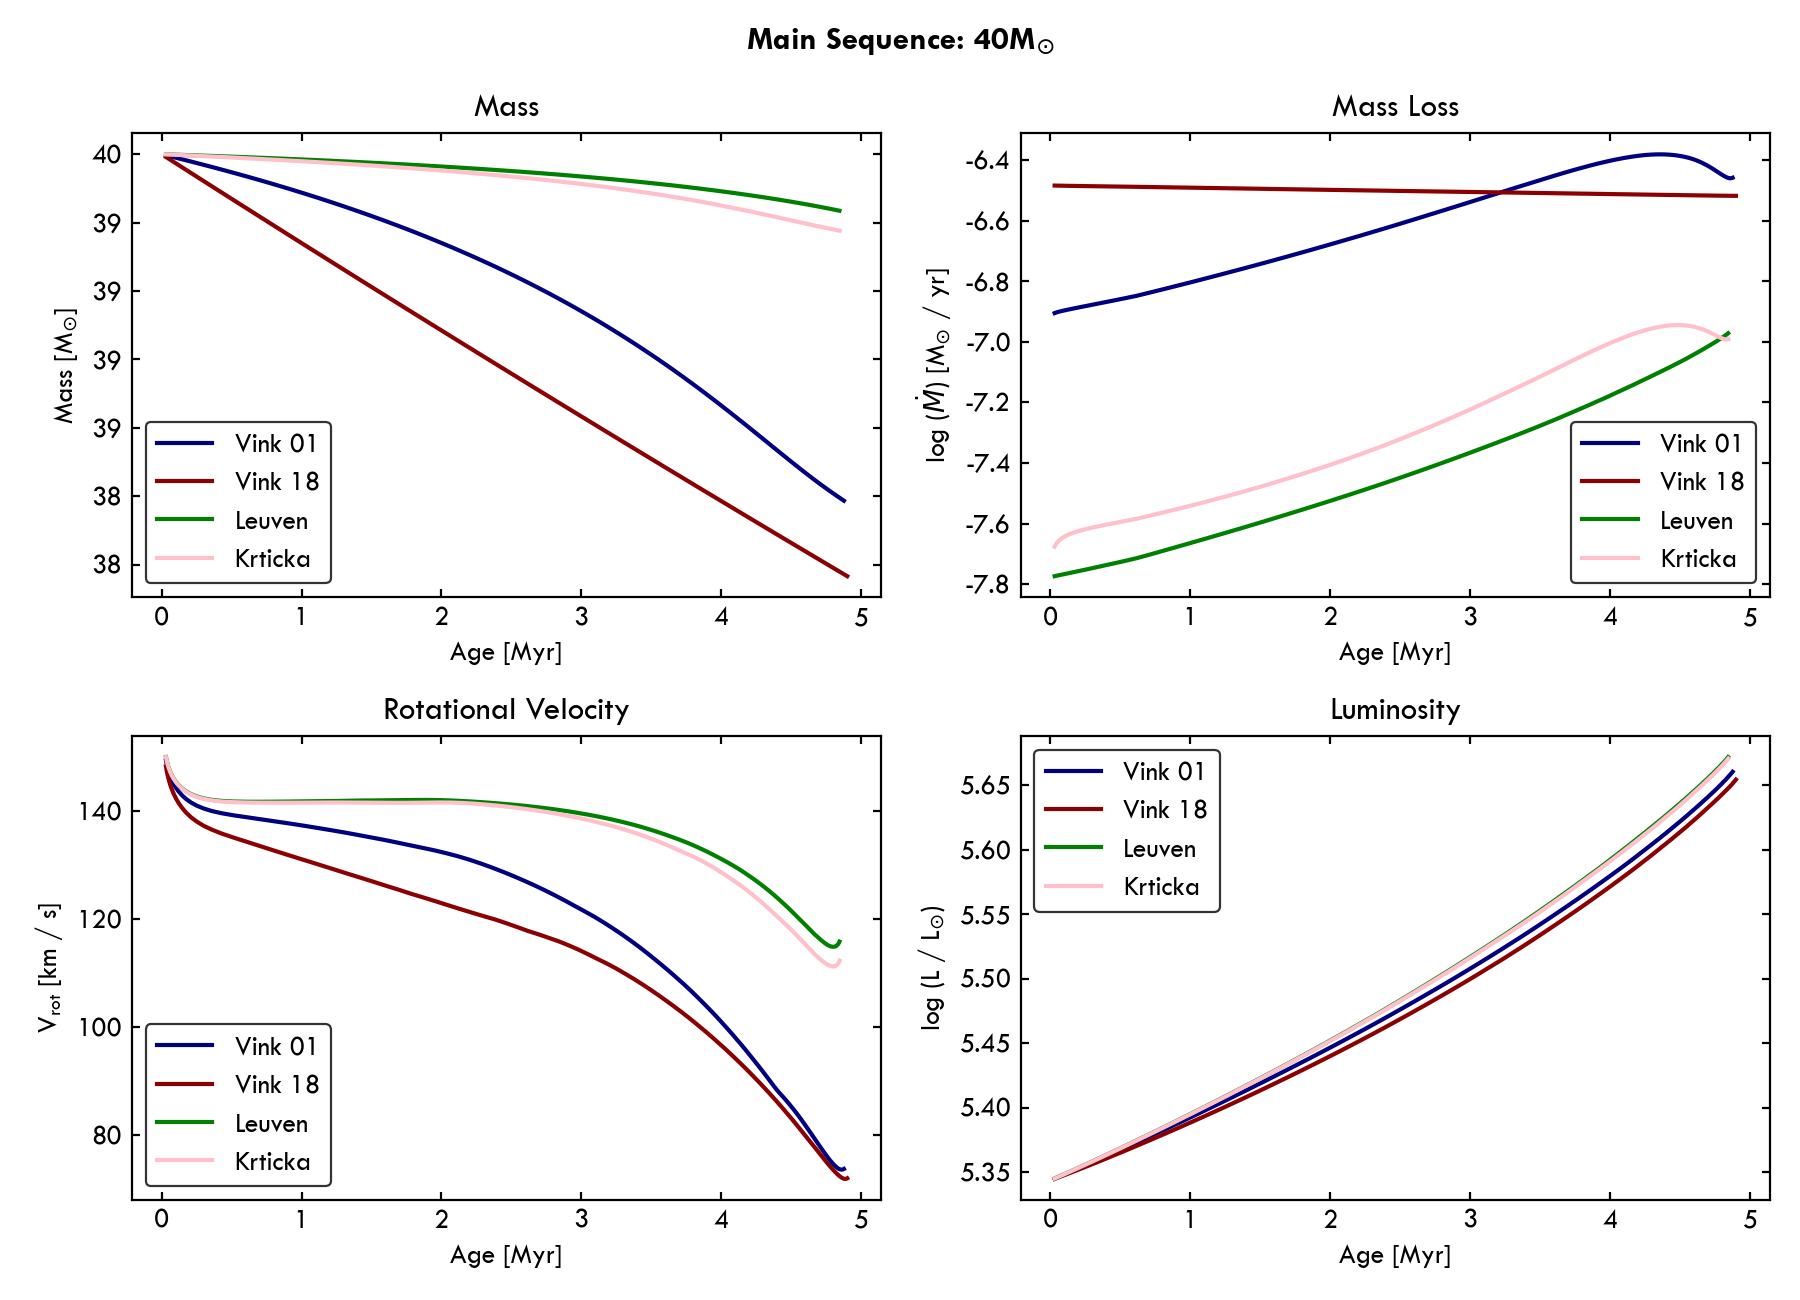 Main Sequence: 40M☉
Mass
Mass [M☉]
40
39
39
39
39
38
38
Vink 01
Vink 18
Leuven
Krticka
0 1 2 3 4 5
Age [Myr]
Mass Loss
log (Ṁ) [M☉ / yr]
-6.4
-6.6
-6.8
-7.0
-7.2
-7.4
-7.6
-7.8
Vink 01
Vink 18
Leuven
Krticka
0 1 2 3 4 5
Age [Myr]
Rotational Velocity
Vrot [km / s]
140
120
100
80
Vink 01
Vink 18
Leuven
Krticka
0 1 2 3 4 5
Age [Myr]
Luminosity
log (L / L☉)
5.65
5.60
5.55
5.50
5.45
5.40
5.35
Vink 01
Vink 18
Leuven
Krticka
0 1 2 3 4 5
Age [Myr]